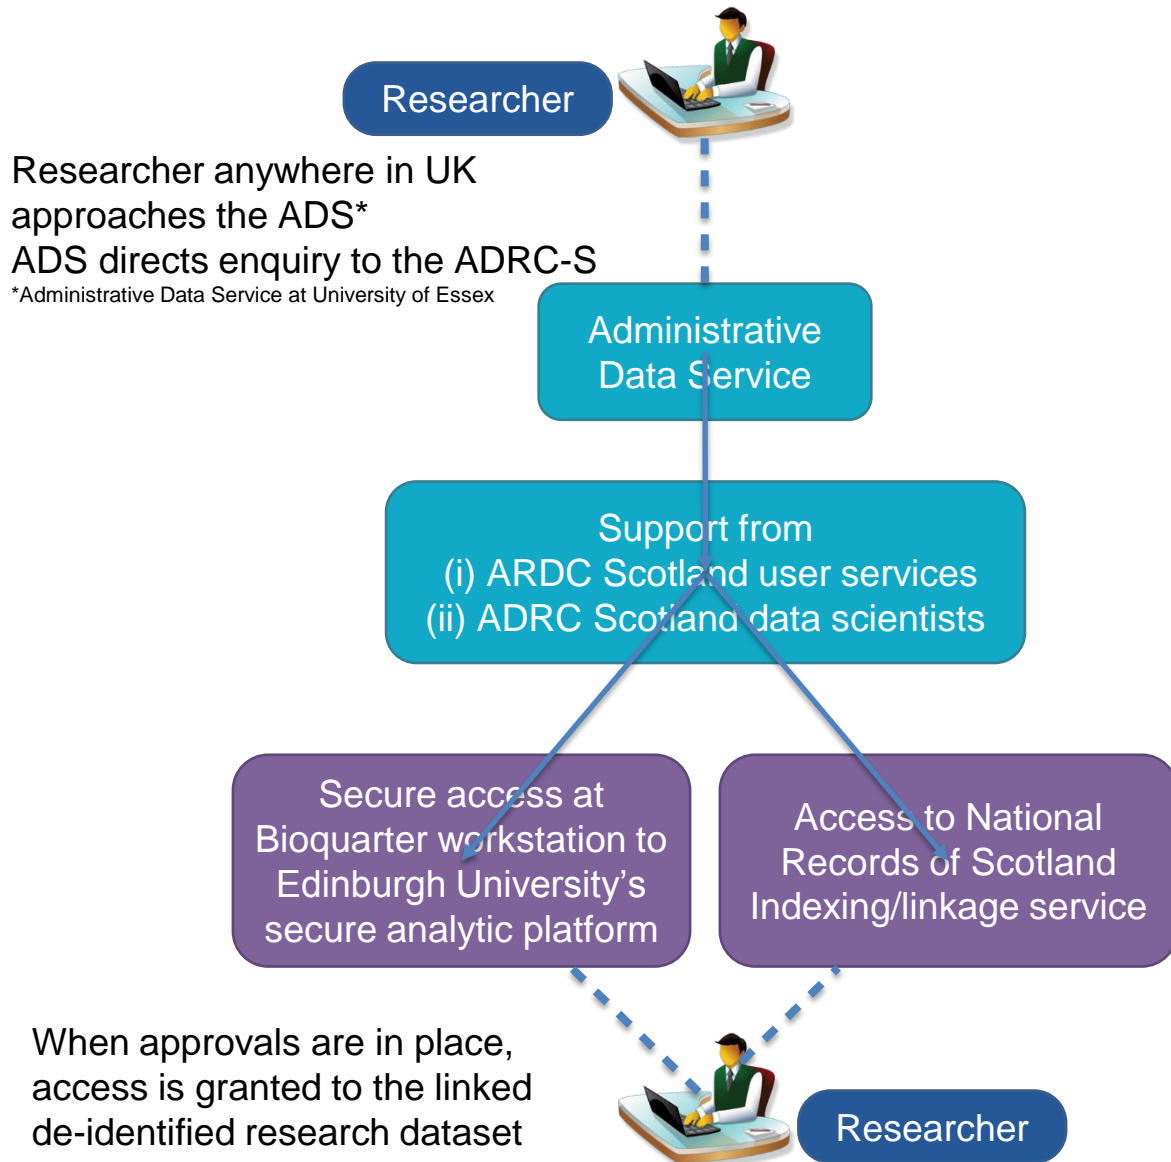 Researcher
Researcher anywhere in UK
approaches the ADS*
ADS directs enquiry to the ADRC-S
*Administrative Data Service at University of Essex
Administrative
Data Service
Support from
(i) ARDC Scotland user services
(ii) ADRC Scotland data scientists
Secure access at
Bioquarter workstation to
Edinburgh University’s
secure analytic platform
Access to National
Records of Scotland
Indexing/linkage service
When approvals are in place,
access is granted to the linked
de-identified research dataset
Researcher